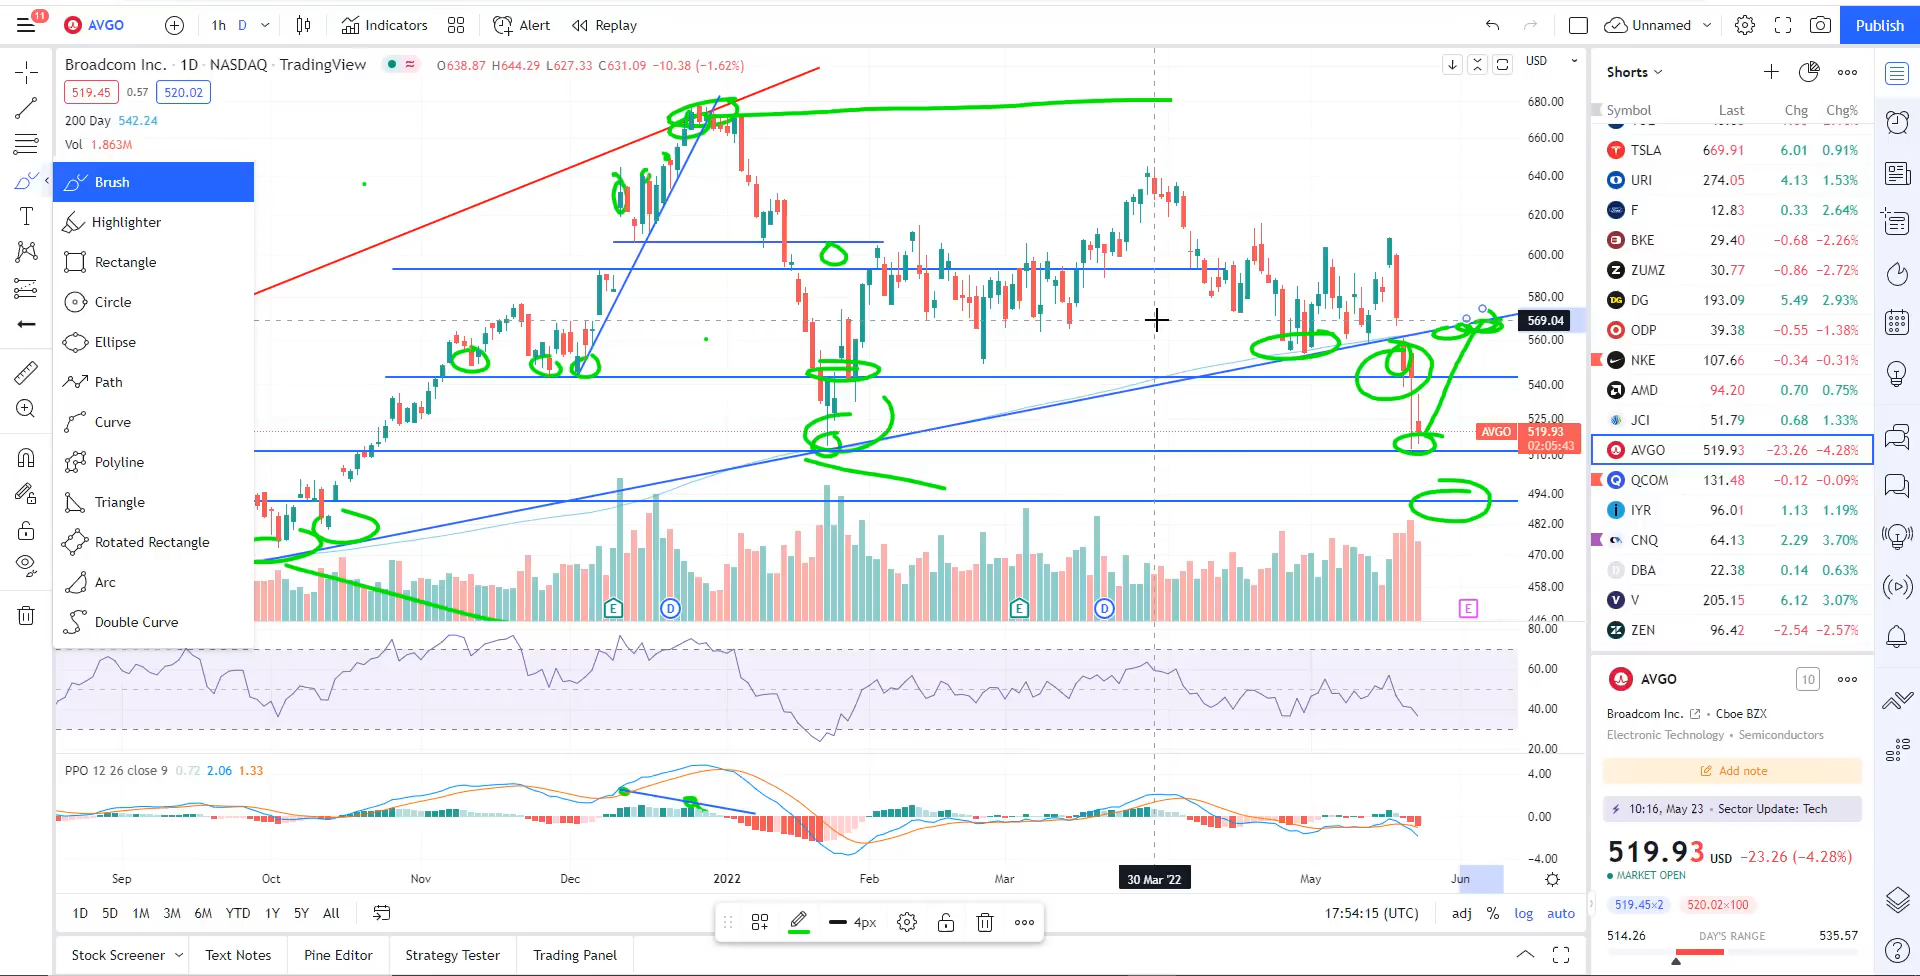 11 AVGO 1h D Indicators Alert Replay Unnamed Publish
Broadcom Inc. · 1D · NASDAQ · TradingView O638.87 H644.29 L627.33 C631.09 −10.38 (−1.62%)
519.45 0.57 520.02
200 Day 542.24
Vol 1.863M
Brush
Highlighter
Rectangle
Circle
Ellipse
Path
Curve
Polyline
Triangle
Rotated Rectangle
Arc
Double Curve
USD
680.00
660.00
640.00
620.00
600.00
580.00
569.04
560.00
540.00
525.00
AVGO 519.93
02:05:43
510.00
494.00
482.00
470.00
458.00
446.00
E D E D E
80.00
60.00
40.00
20.00
PPO 12 26 close 9 0.72 2.06 1.33
4.00
0.00
−4.00
Sep Oct Nov Dec 2022 Feb Mar 30 Mar '22 May Jun
1D 5D 1M 3M 6M YTD 1Y 5Y All
4px
17:54:15 (UTC) adj % log auto
Stock Screener Text Notes Pine Editor Strategy Tester Trading Panel
Shorts
Symbol Last Chg Chg%
TSLA 669.91 6.01 0.91%
URI 274.05 4.13 1.53%
F 12.83 0.33 2.64%
BKE 29.40 −0.68 −2.26%
ZUMZ 30.77 −0.86 −2.72%
DG 193.09 5.49 2.93%
ODP 39.38 −0.55 −1.38%
NKE 107.66 −0.34 −0.31%
AMD 94.20 0.70 0.75%
JCI 51.79 0.68 1.33%
AVGO 519.93 −23.26 −4.28%
QCOM 131.48 −0.12 −0.09%
IYR 96.01 1.13 1.19%
CNQ 64.13 2.29 3.70%
DBA 22.38 0.14 0.63%
V 205.15 6.12 3.07%
ZEN 96.42 −2.54 −2.57%
AVGO 10
Broadcom Inc. • Cboe BZX
Electronic Technology • Semiconductors
Add note
10:16, May 23 • Sector Update: Tech
519.93 USD −23.26 (−4.28%)
MARKET OPEN
519.45×2 520.02×100
514.26 DAY'S RANGE 535.57